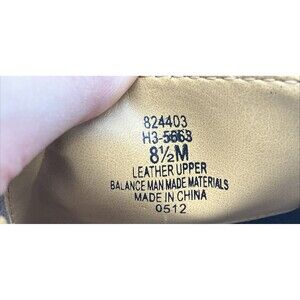 824403
H3-5663
8½M
LEATHER UPPER
BALANCE MAN MADE MATERIALS
MADE IN CHINA
0512